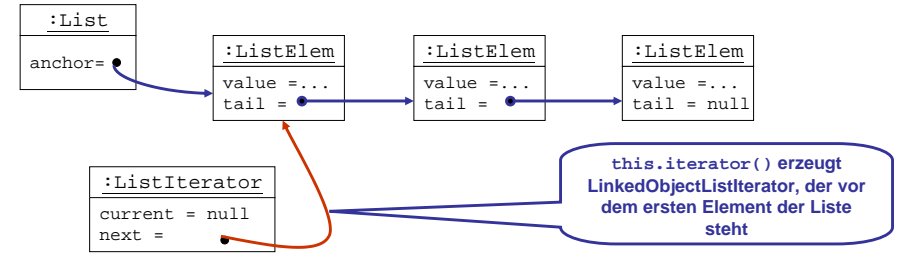 :List
anchor=
:ListElem
value =...
tail =
:ListElem
value =...
tail =
:ListElem
value =...
tail = null
:ListIterator
current = null
next =
this.iterator() erzeugt
LinkedObjectListIterator, der vor
dem ersten Element der Liste
steht